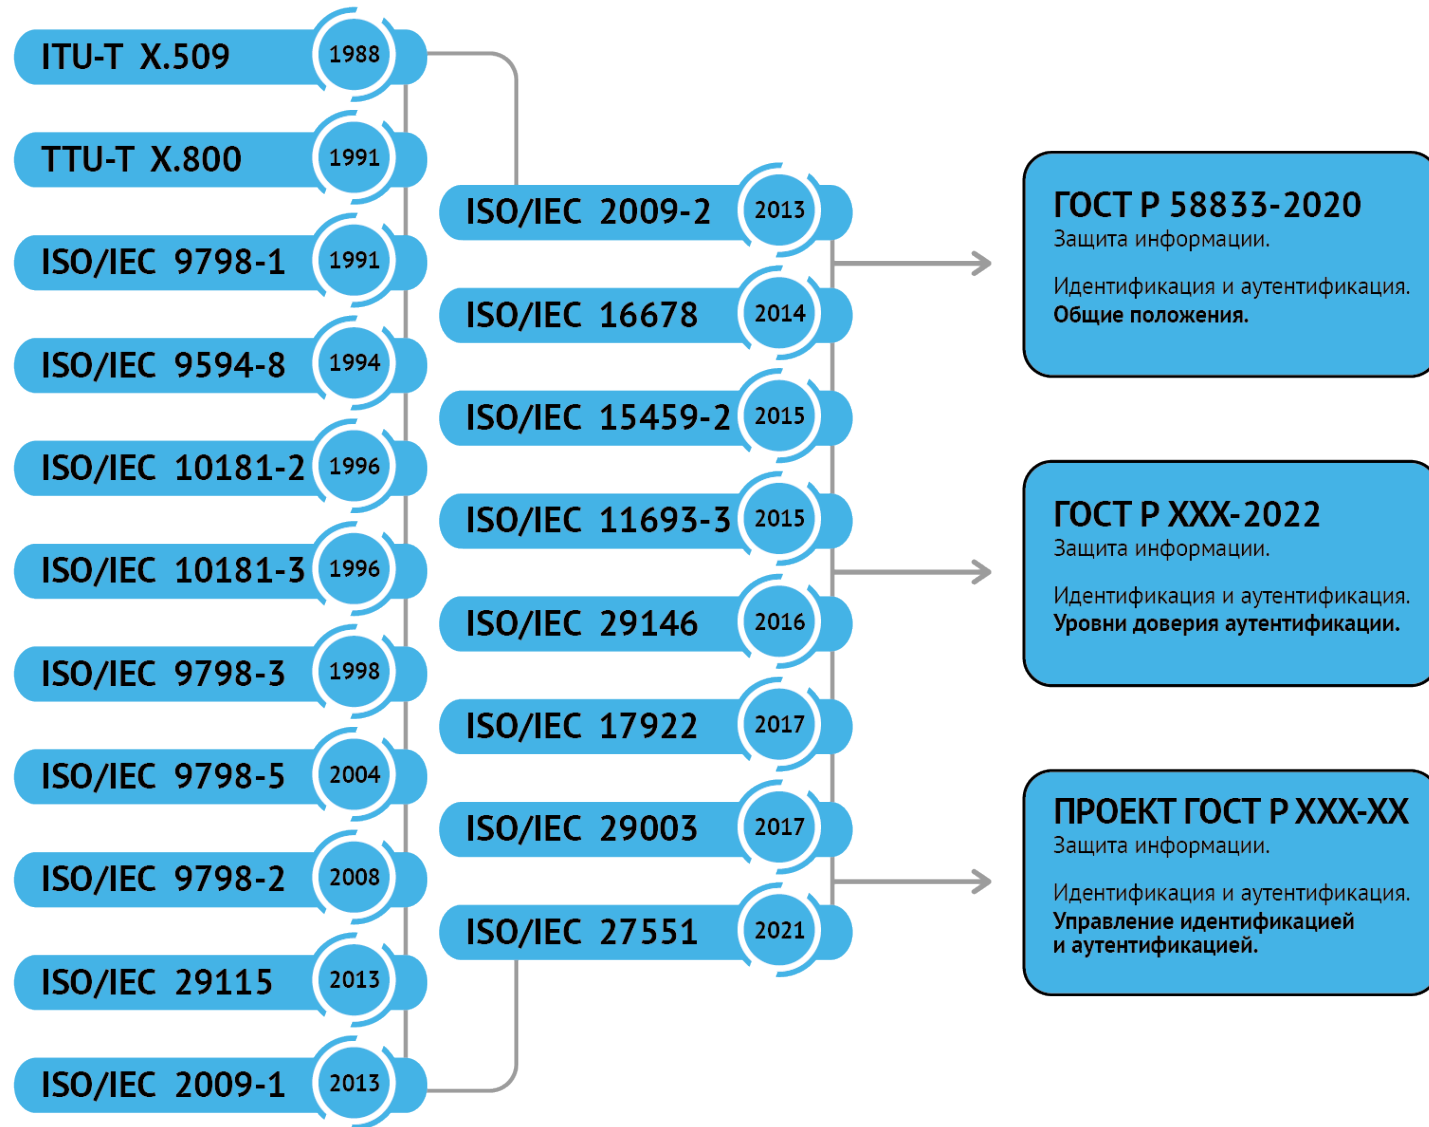 ITU-T X.509 1988
TTU-T X.800 1991
ISO/IEC 9798-1 1991
ISO/IEC 9594-8 1994
ISO/IEC 10181-2 1996
ISO/IEC 10181-3 1996
ISO/IEC 9798-3 1998
ISO/IEC 9798-5 2004
ISO/IEC 9798-2 2008
ISO/IEC 29115 2013
ISO/IEC 2009-1 2013
ISO/IEC 2009-2 2013
ISO/IEC 16678 2014
ISO/IEC 15459-2 2015
ISO/IEC 11693-3 2015
ISO/IEC 29146 2016
ISO/IEC 17922 2017
ISO/IEC 29003 2017
ISO/IEC 27551 2021
ГОСТ Р 58833-2020
Защита информации.
Идентификация и аутентификация.
Общие положения.
ГОСТ Р XXX-2022
Защита информации.
Идентификация и аутентификация.
Уровни доверия аутентификации.
ПРОЕКТ ГОСТ Р XXX-XX
Защита информации.
Идентификация и аутентификация.
Управление идентификацией
и аутентификацией.